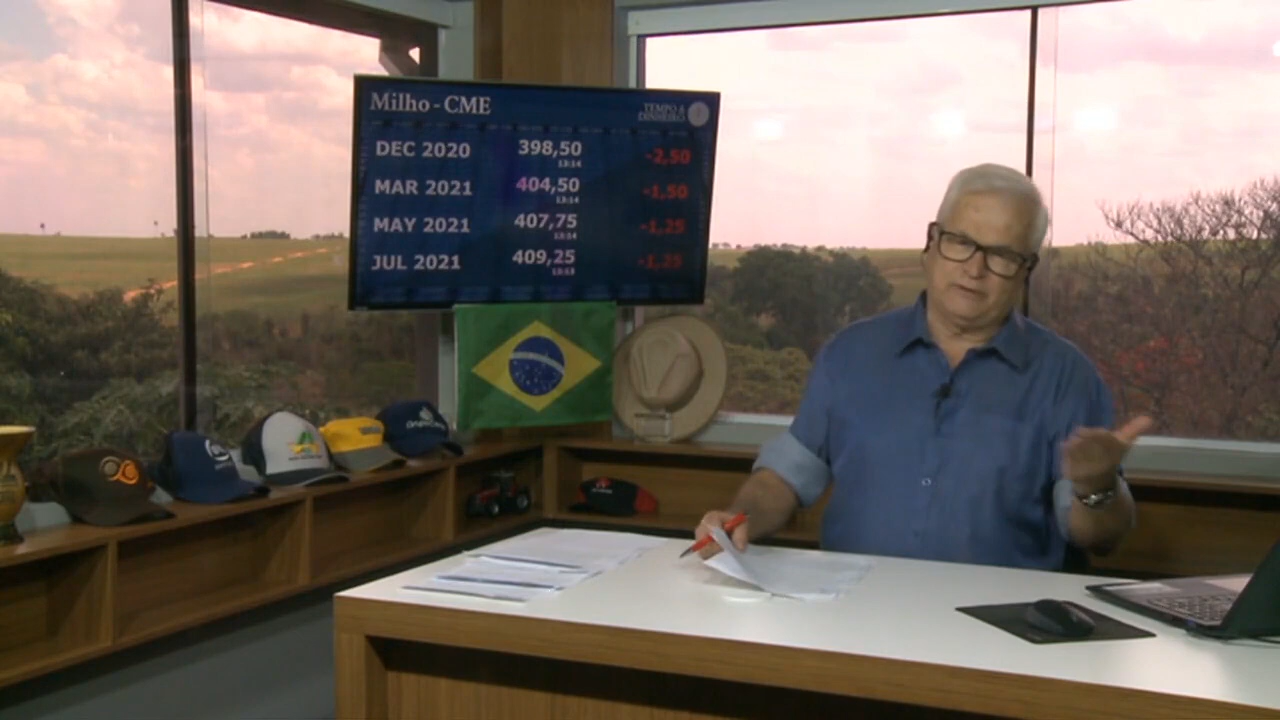 Milho - CME
TEMPO &
DINHEIRO
DEC 2020 398,50 -2,50
13:14
MAR 2021 404,50 -1,50
13:14
MAY 2021 407,75 -1,25
13:14
JUL 2021 409,25 -1,25
13:13